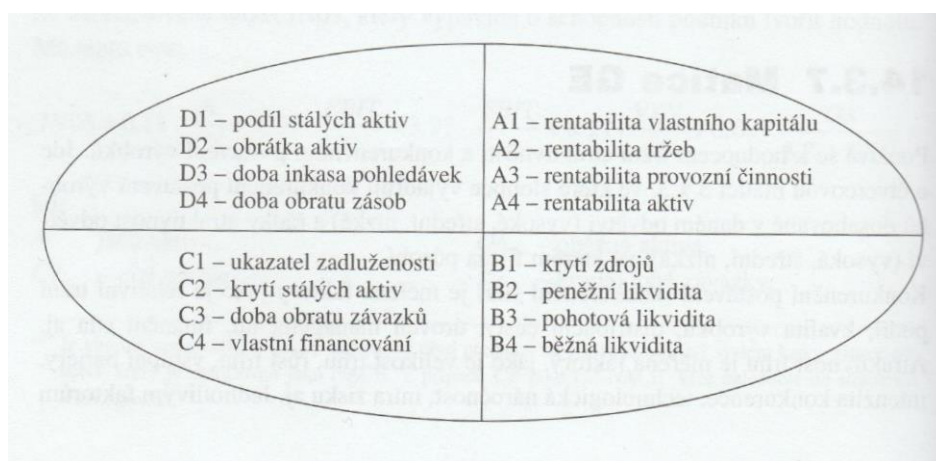 D1 – podíl stálých aktiv
D2 – obrátka aktiv
D3 – doba inkasa pohledávek
D4 – doba obratu zásob
A1 – rentabilita vlastního kapitálu
A2 – rentabilita tržeb
A3 – rentabilita provozní činnosti
A4 – rentabilita aktiv
C1 – ukazatel zadluženosti
C2 – krytí stálých aktiv
C3 – doba obratu závazků
C4 – vlastní financování
B1 – krytí zdrojů
B2 – peněžní likvidita
B3 – pohotová likvidita
B4 – běžná likvidita